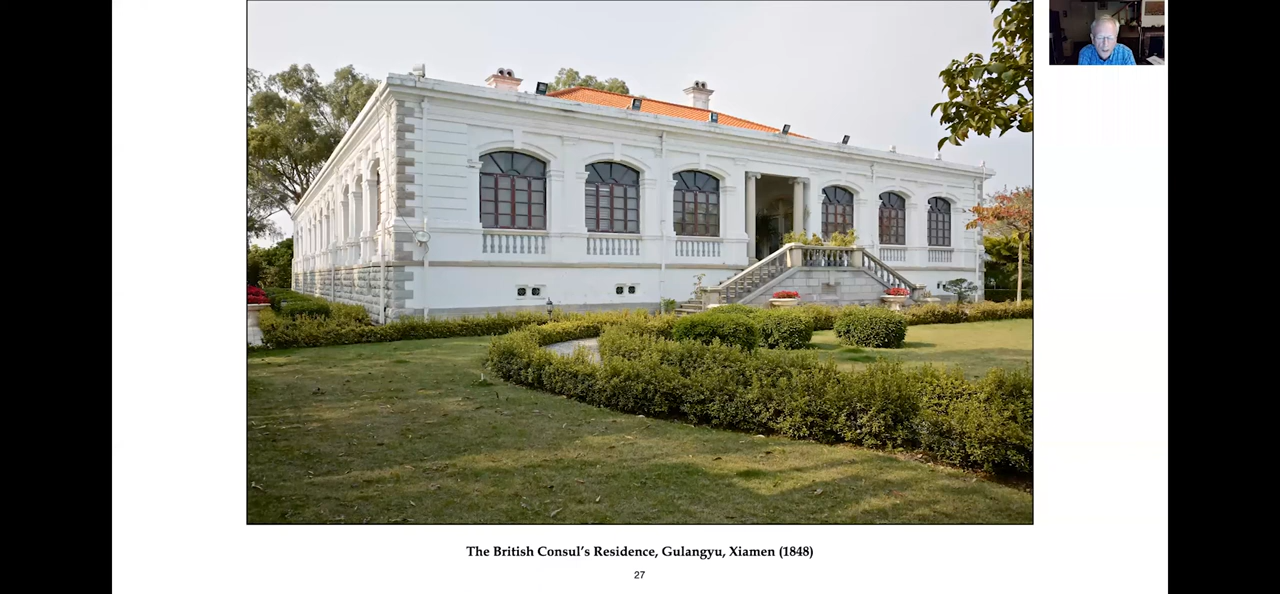 The British Consul's Residence, Gulangyu, Xiamen (1848)
27